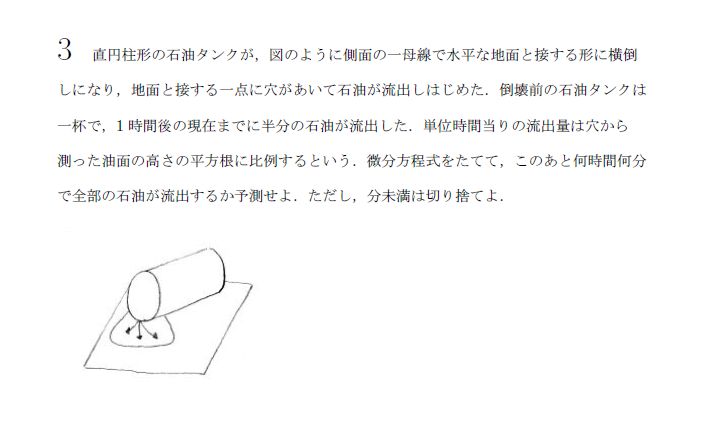 3 直円柱形の石油タンクが，図のように側面の一母線で水平な地面と接する形に横倒
しになり，地面と接する一点に穴があいて石油が流出しはじめた．倒壊前の石油タンクは
一杯で，1 時間後の現在までに半分の石油が流出した．単位時間当りの流出量は穴から
測った油面の高さの平方根に比例するという．微分方程式をたてて，このあと何時間何分
で全部の石油が流出するか予測せよ．ただし，分未満は切り捨てよ．